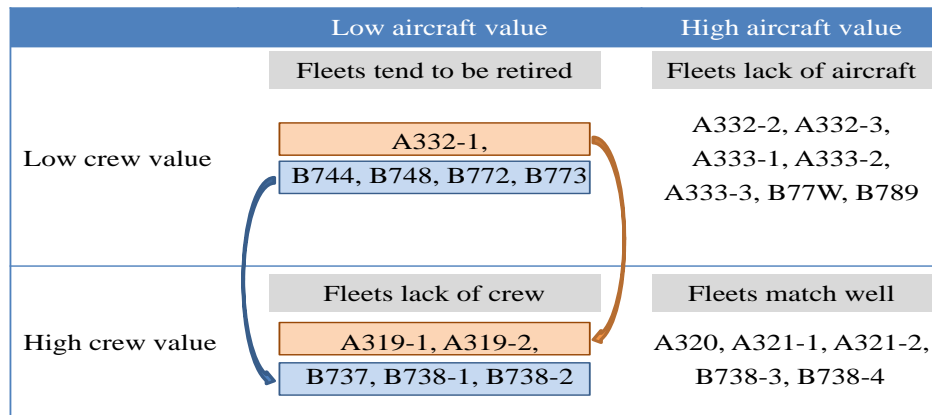 Low aircraft value
High aircraft value
Fleets tend to be retired
Fleets lack of aircraft
Low crew value
A332-1,
B744, B748, B772, B773
A332-2, A332-3,
A333-1, A333-2,
A333-3, B77W, B789
Fleets lack of crew
Fleets match well
High crew value
A319-1, A319-2,
B737, B738-1, B738-2
A320, A321-1, A321-2,
B738-3, B738-4